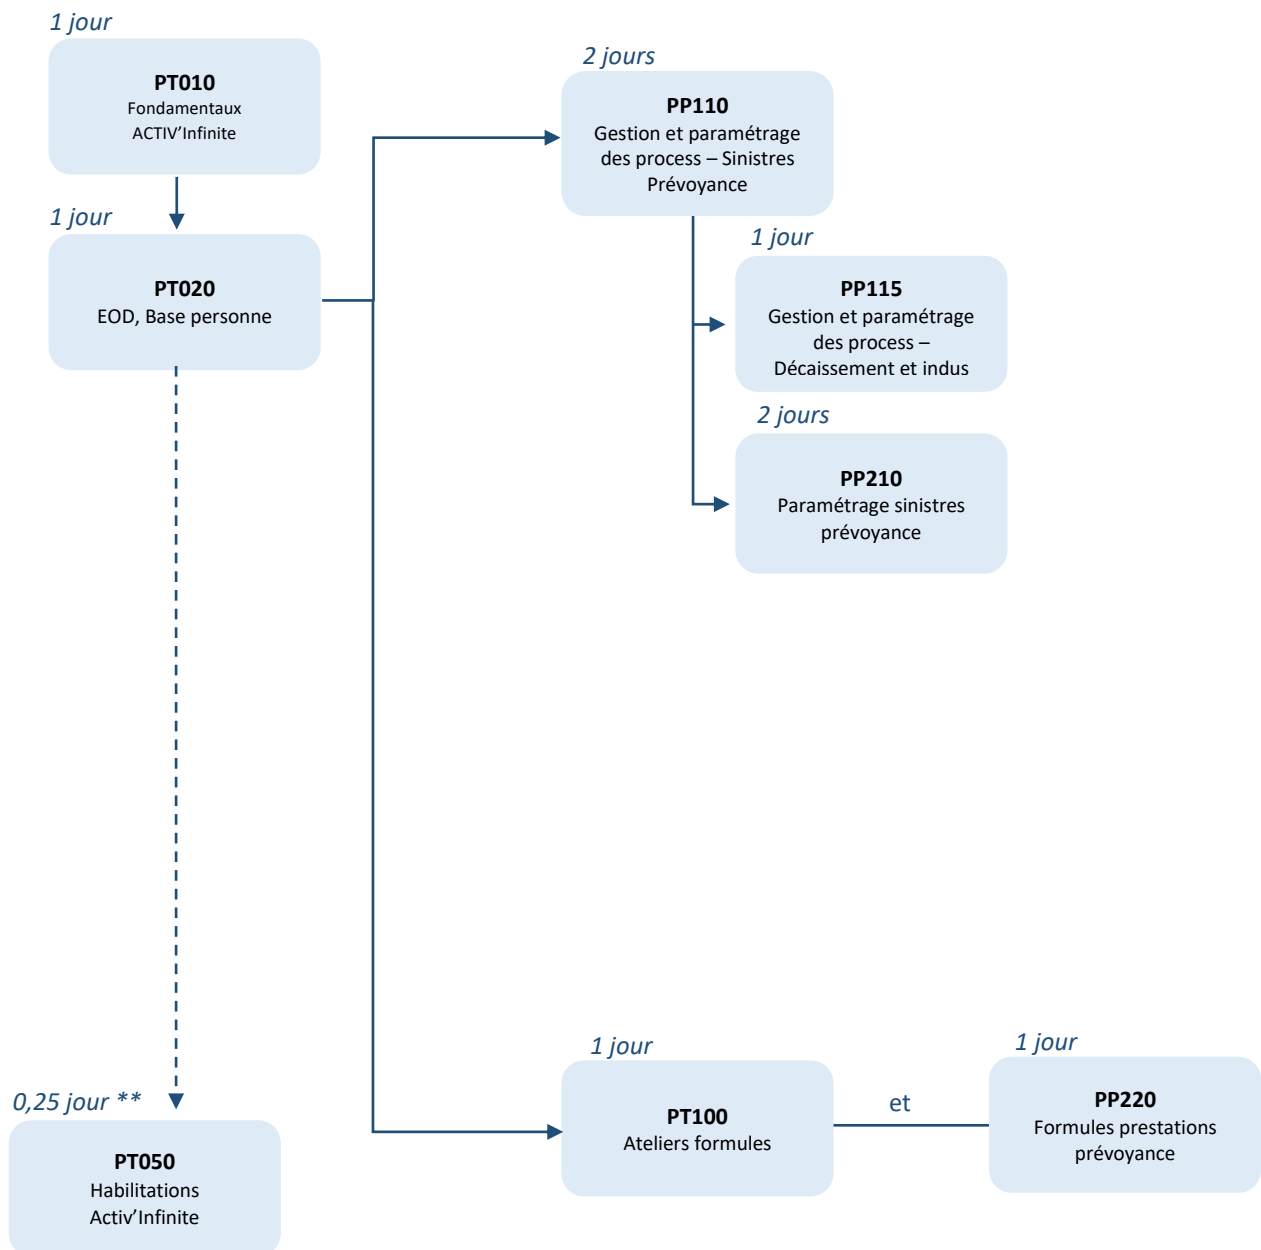 1 jour
PT010
Fondamentaux
ACTIV’Infinite
2 jours
PP110
Gestion et paramétrage
des process – Sinistres
Prévoyance
1 jour
PT020
EOD, Base personne
1 jour
PP115
Gestion et paramétrage
des process –
Décaissement et indus
2 jours
PP210
Paramétrage sinistres
prévoyance
0,25 jour **
PT050
Habilitations
Activ’Infinite
1 jour
PT100
Ateliers formules
et
1 jour
PP220
Formules prestations
prévoyance